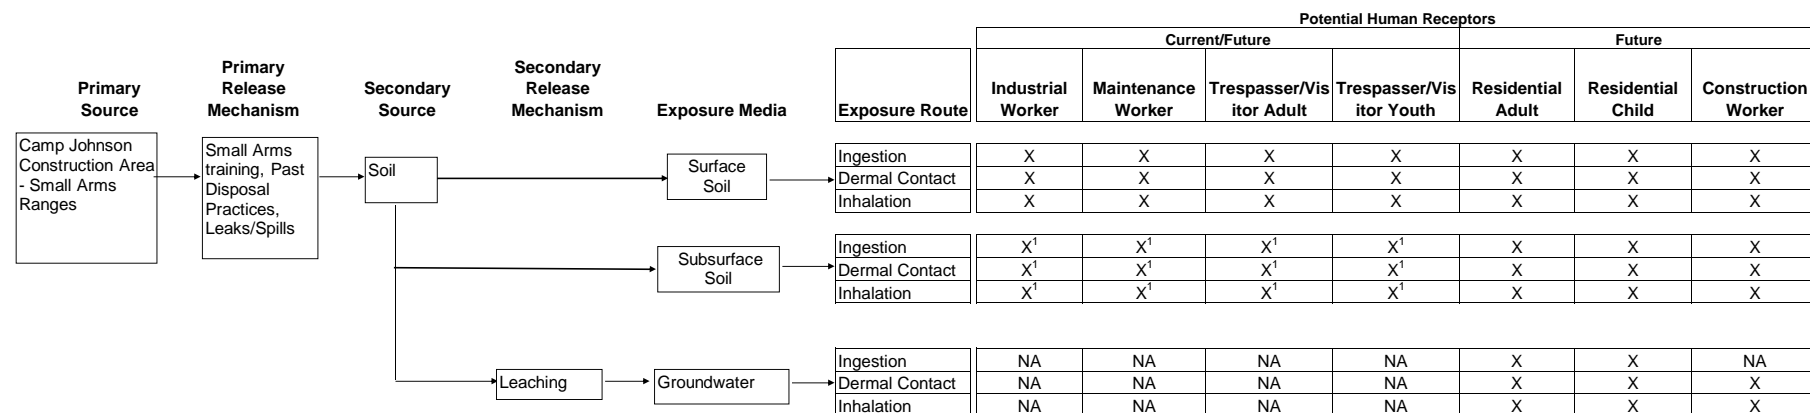 Potential Human Receptors
Current/Future Future
Primary Source
Primary Release Mechanism
Secondary Source
Secondary Release Mechanism
Exposure Media
Exposure Route
Industrial Worker
Maintenance Worker
Trespasser/Vis itor Adult
Trespasser/Vis itor Youth
Residential Adult
Residential Child
Construction Worker
Camp Johnson
Construction Area
- Small Arms
Ranges
Small Arms
training, Past
Disposal
Practices,
Leaks/Spills
Soil
Surface
Soil
Ingestion X X X X X X X
Dermal Contact X X X X X X X
Inhalation X X X X X X X
Subsurface
Soil
Ingestion X¹ X¹ X¹ X¹ X X X
Dermal Contact X¹ X¹ X¹ X¹ X X X
Inhalation X¹ X¹ X¹ X¹ X X X
Leaching
Groundwater
Ingestion NA NA NA NA X X NA
Dermal Contact NA NA NA NA X X X
Inhalation NA NA NA NA X X X